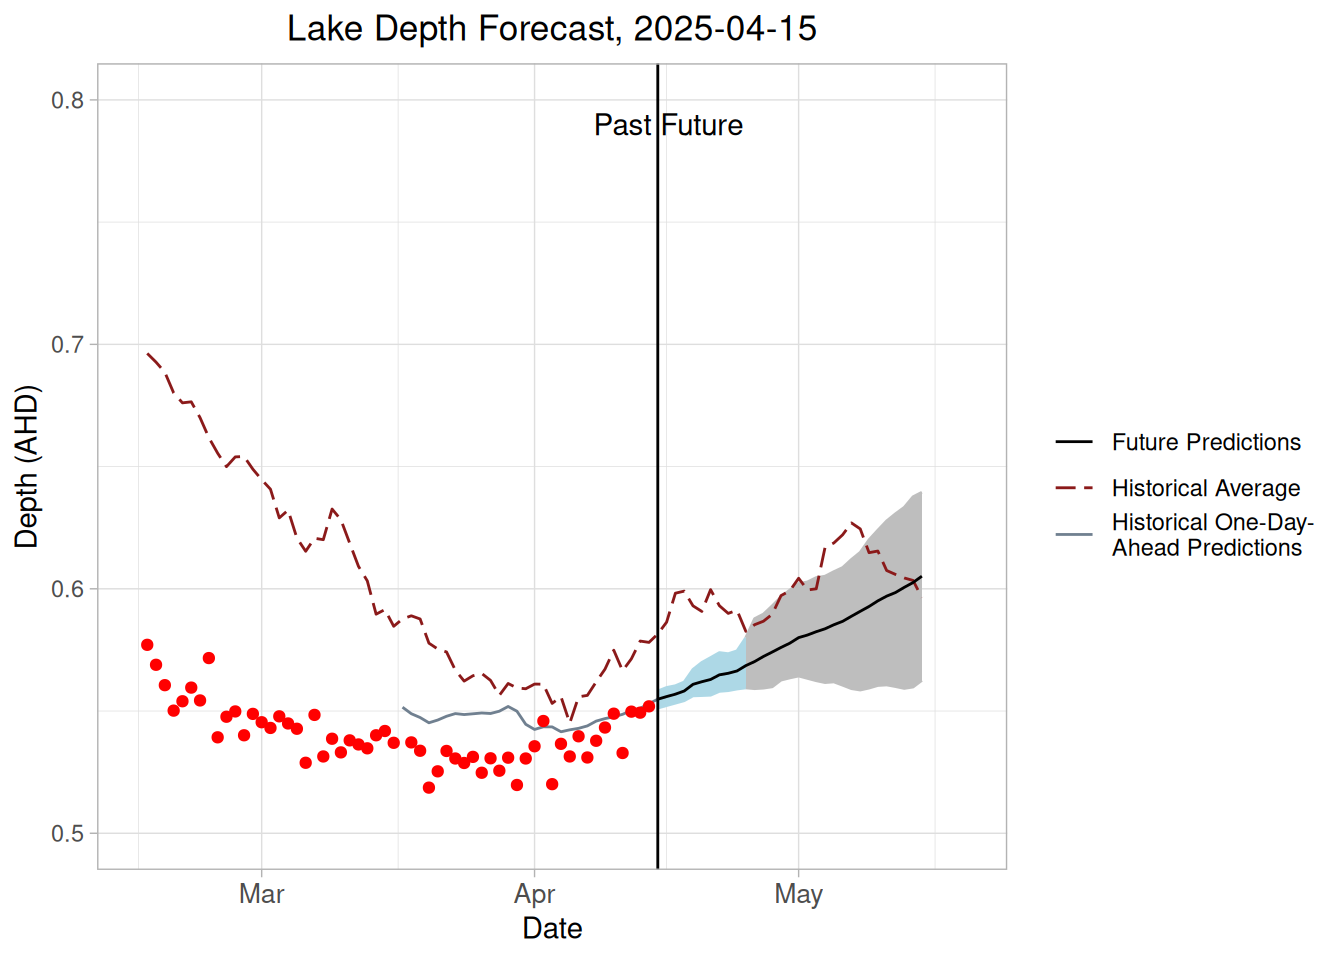 Lake Depth Forecast, 2025-04-15
Past Future
0.8
0.7
0.6
0.5
Depth (AHD)
Mar
Apr
May
Date
Future Predictions
Historical Average
Historical One-Day-
Ahead Predictions